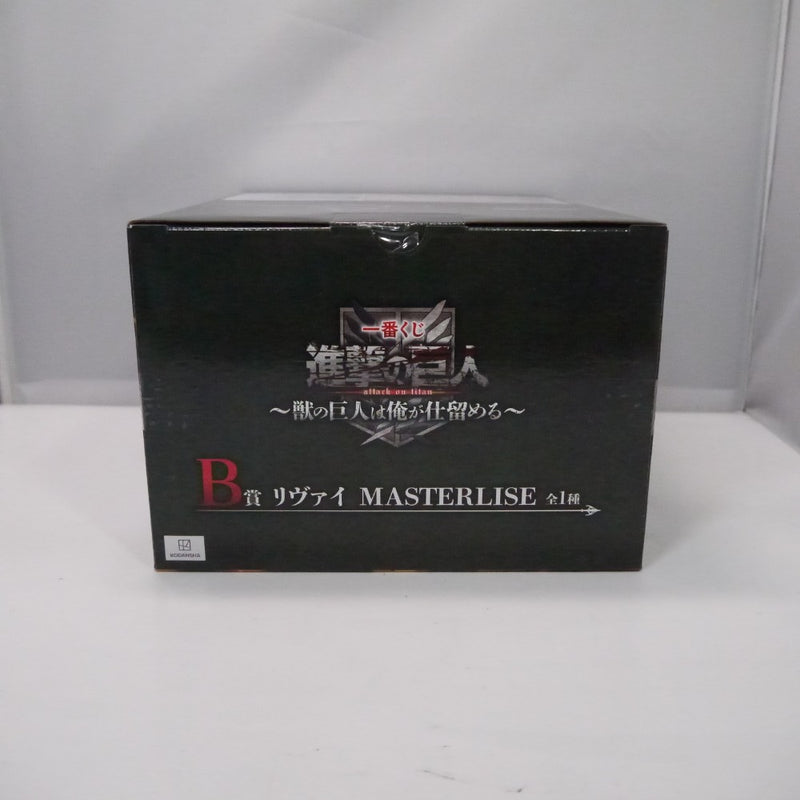 一番くじ
進撃の巨人
attack on titan
～獣の巨人は俺が仕留める～
B賞 リヴァイ MASTERLISE 全1種
KODANSHA